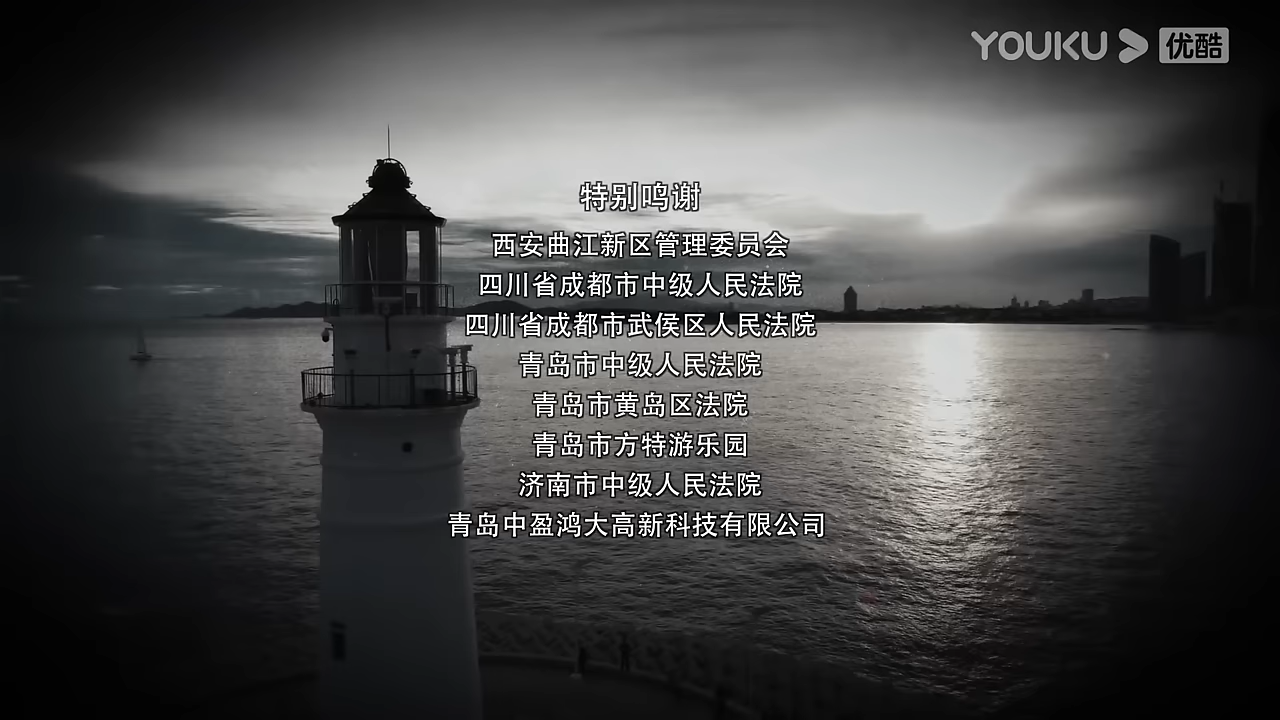 YOUKU 优酷
特别鸣谢
西安曲江新区管理委员会
四川省成都市中级人民法院
四川省成都市武侯区人民法院
青岛市中级人民法院
青岛市黄岛区法院
青岛市方特游乐园
济南市中级人民法院
青岛中盈鸿大高新科技有限公司